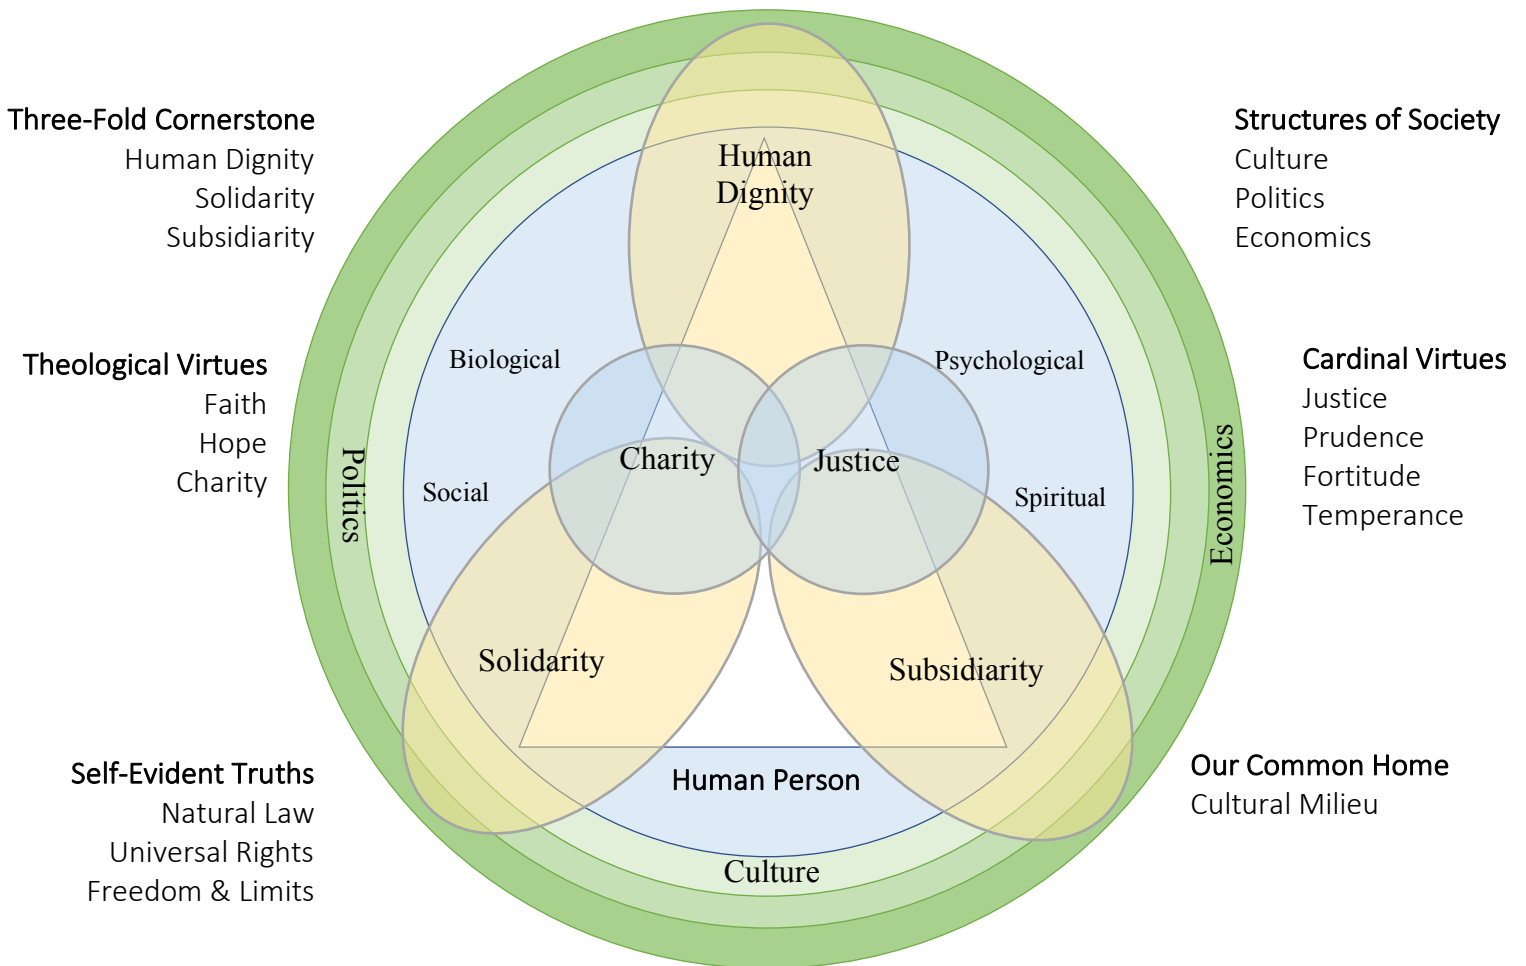 Three-Fold Cornerstone
Human Dignity
Solidarity
Subsidiarity
Structures of Society
Culture
Politics
Economics
Human
Dignity
Theological Virtues
Faith
Hope
Charity
Biological
Psychological
Cardinal Virtues
Justice
Prudence
Fortitude
Temperance
Politics
Social
Charity
Justice
Spiritual
Economics
Solidarity
Subsidiarity
Human Person
Culture
Self-Evident Truths
Natural Law
Universal Rights
Freedom & Limits
Our Common Home
Cultural Milieu